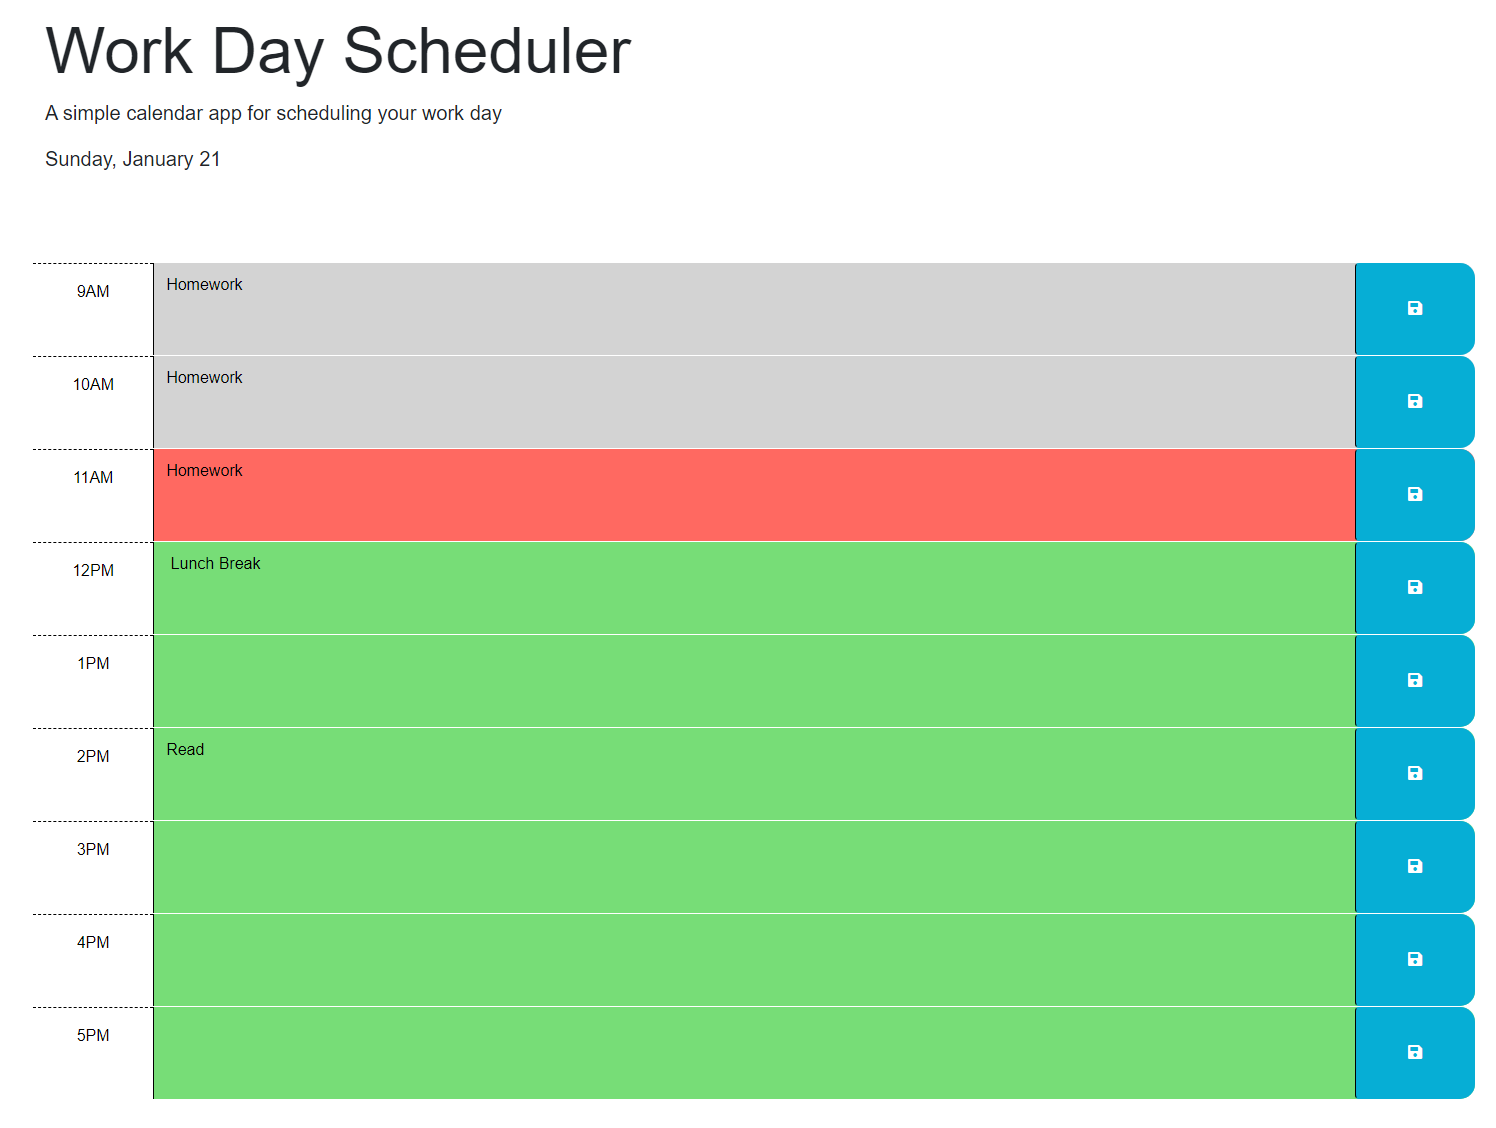 Work Day Scheduler
A simple calendar app for scheduling your work day
Sunday, January 21
9AM Homework
10AM Homework
11AM Homework
12PM Lunch Break
1PM
2PM Read
3PM
4PM
5PM